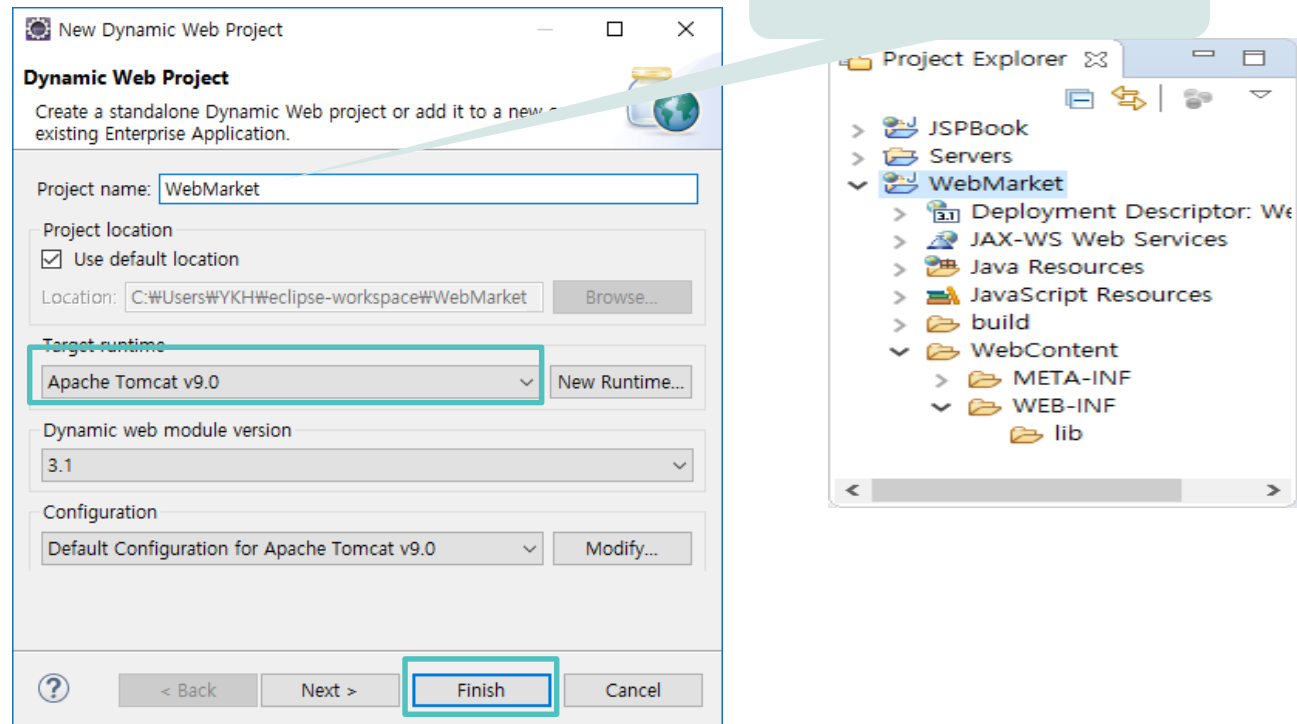 New Dynamic Web Project
Dynamic Web Project
Create a standalone Dynamic Web project or add it to a new
existing Enterprise Application.
Project name: WebMarket
Project location
Use default location
Location: C:₩Users₩YKH₩eclipse-workspace₩WebMarket Browse...
Target runtime
Apache Tomcat v9.0 New Runtime...
Dynamic web module version
3.1
Configuration
Default Configuration for Apache Tomcat v9.0 Modify...
? < Back Next > Finish Cancel
Project Explorer
JSPBook
Servers
WebMarket
3.1 Deployment Descriptor: We
JAX-WS Web Services
Java Resources
JavaScript Resources
build
WebContent
META-INF
WEB-INF
lib